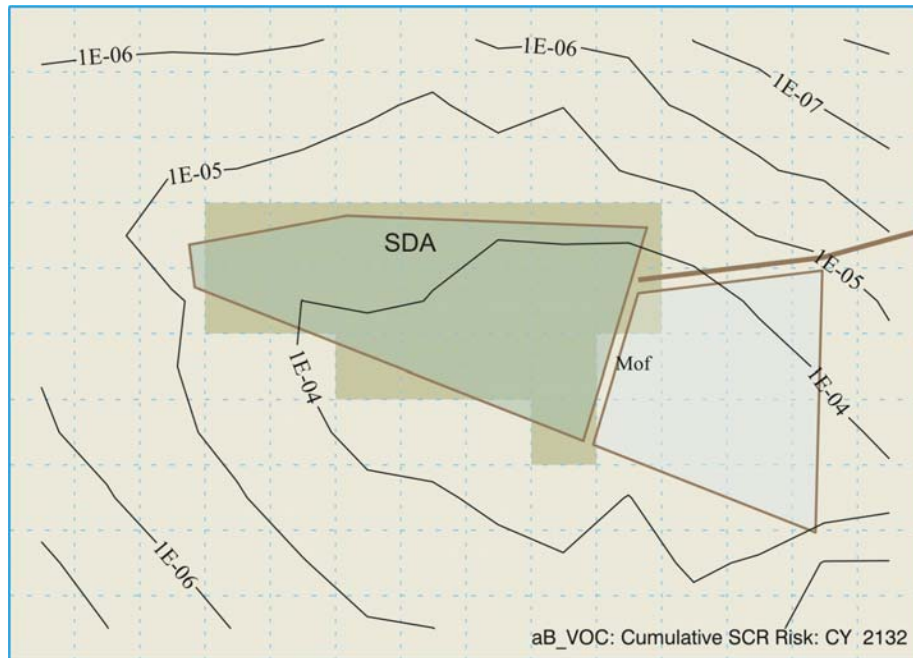 1E-06
1E-06
1E-07
1E-05
SDA
1E-05
Mof
1E-04
1E-04
1E-06
aB_VOC: Cumulative SCR Risk: CY 2132